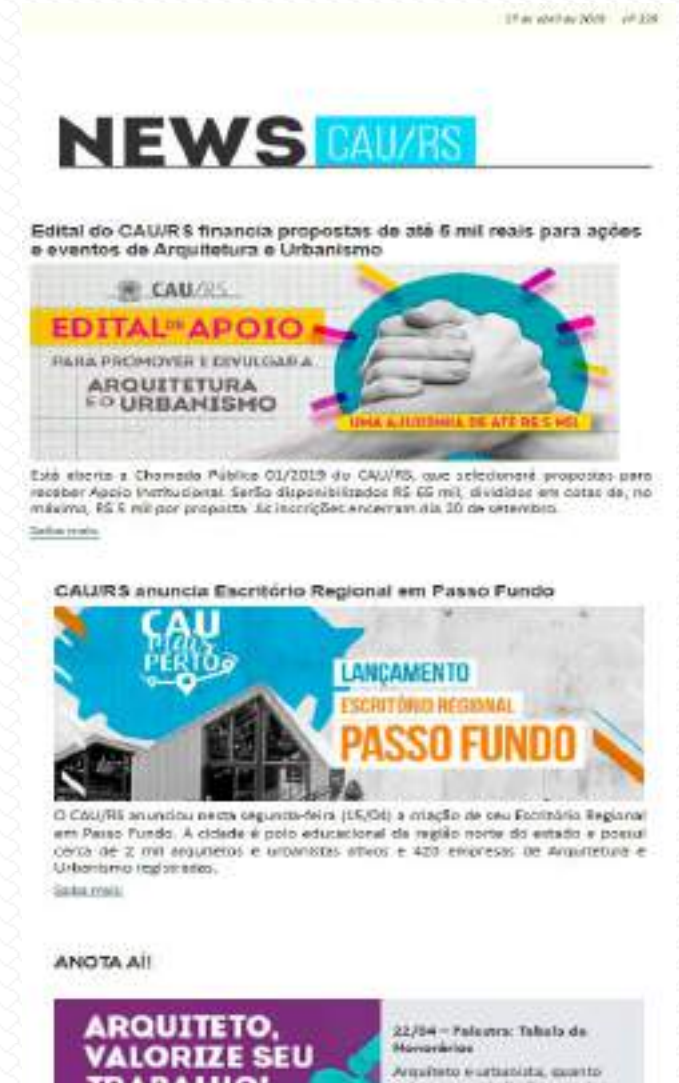 17 de abril de 2019
NEWS CAU/RS
Edital do CAU/RS financia propostas de até 5 mil reais para ações
e eventos de Arquitetura e Urbanismo
CAU/RS
EDITAL DE APOIO
PARA PROMOVER E DIVULGAR A
ARQUITETURA
E O URBANISMO
UMA AJUDINHA DE ATÉ R$ 5 MIL
Está aberta a Chamada Pública 01/2019 do CAU/RS, que selecionará propostas para
receber Apoio Institucional. Serão disponibilizados R$ 65 mil, divididos em cotas de, no
máximo, R$ 5 mil por proposta. As inscrições encerram dia 20 de setembro.
Saiba mais.
CAU/RS anuncia Escritório Regional em Passo Fundo
CAU
mais
PERTO
LANÇAMENTO
ESCRITÓRIO REGIONAL
PASSO FUNDO
O CAU/RS anunciou nesta segunda-feira (15/04) a criação de seu Escritório Regional
em Passo Fundo. A cidade é polo educacional da região norte do estado e possui
cerca de 2 mil arquitetos e urbanistas ativos e 420 empresas de Arquitetura e
Urbanismo registradas.
Saiba mais.
ANOTA AÍ!
ARQUITETO,
VALORIZE SEU
TRABALHO!
22/04 – Palestra: Tabela de
Honorários
Arquiteto e urbanista, quanto